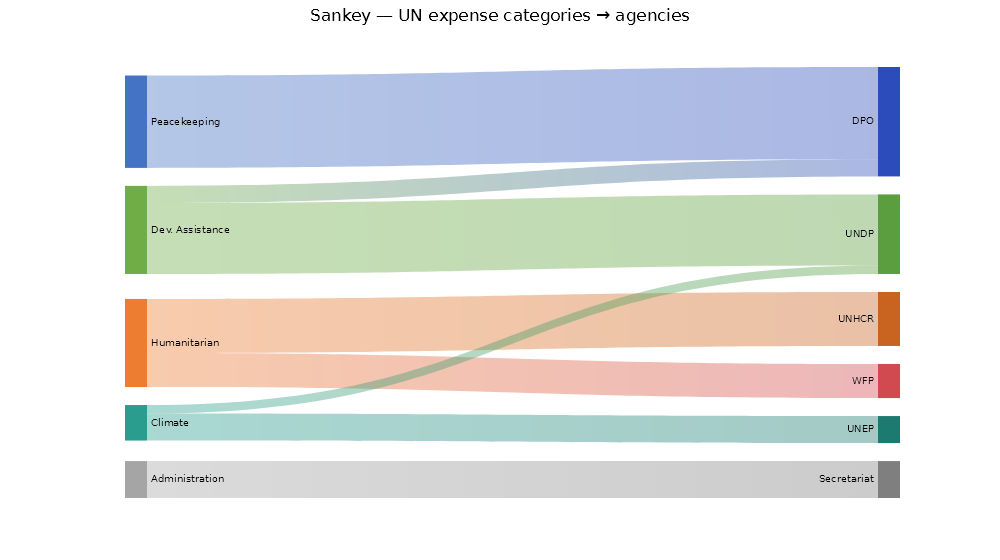 Sankey — UN expense categories → agencies
Peacekeeping
DPO
Dev. Assistance
UNDP
UNHCR
Humanitarian
WFP
Climate
UNEP
Administration
Secretariat